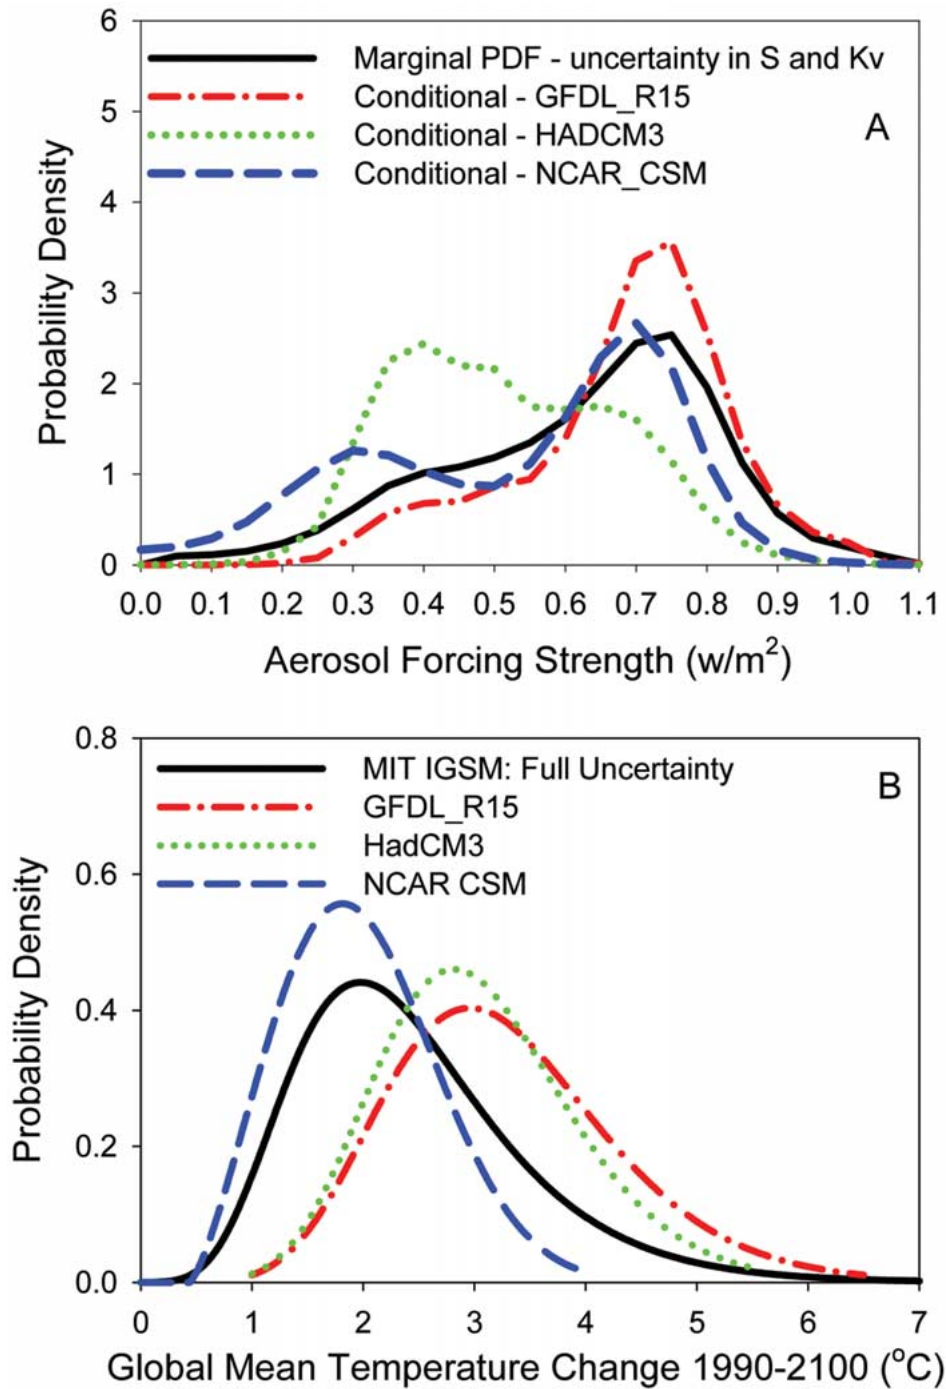 6
Marginal PDF - uncertainty in S and Kv
Conditional - GFDL_R15
A
5
Conditional - HADCM3
Conditional - NCAR_CSM
4
3
2
1
0
Probability Density
0.0 0.1 0.2 0.3 0.4 0.5 0.6 0.7 0.8 0.9 1.0 1.1
Aerosol Forcing Strength (w/m²)
0.8
MIT IGSM: Full Uncertainty
B
GFDL_R15
HadCM3
NCAR CSM
0.6
0.4
0.2
0.0
Probability Density
0 1 2 3 4 5 6 7
Global Mean Temperature Change 1990-2100 (°C)